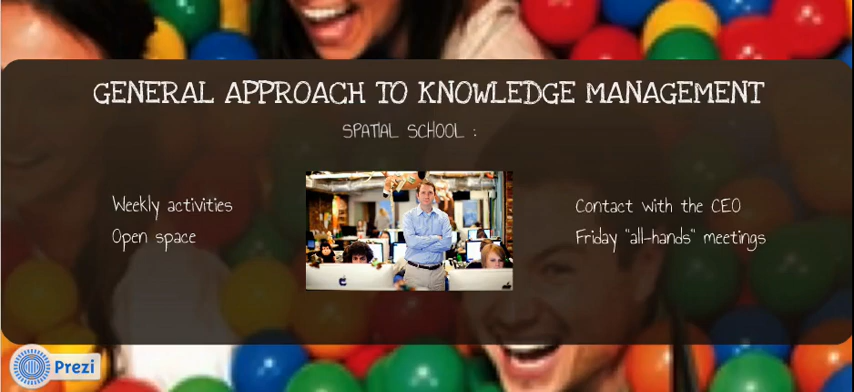 GENERAL APPROACH TO KNOWLEDGE MANAGEMENT
SPATIAL SCHOOL :
Weekly activities
Open space
Contact with the CEO
Friday "all-hands" meetings
Prezi